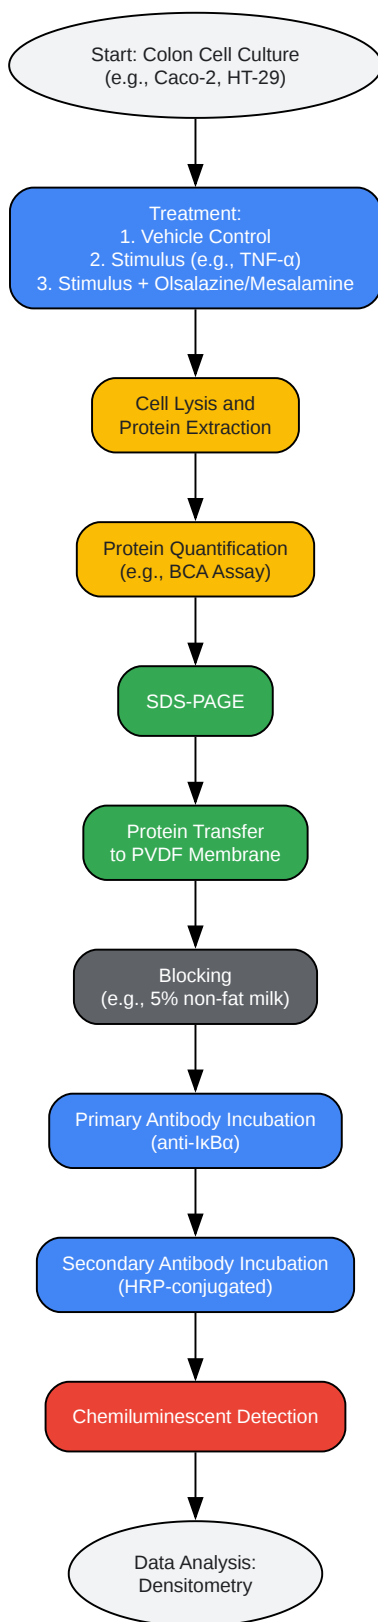 Start: Colon Cell Culture
(e.g., Caco-2, HT-29)
Treatment:
1. Vehicle Control
2. Stimulus (e.g., TNF-α)
3. Stimulus + Olsalazine/Mesalamine
Cell Lysis and
Protein Extraction
Protein Quantification
(e.g., BCA Assay)
SDS-PAGE
Protein Transfer
to PVDF Membrane
Blocking
(e.g., 5% non-fat milk)
Primary Antibody Incubation
(anti-IκBα)
Secondary Antibody Incubation
(HRP-conjugated)
Chemiluminescent Detection
Data Analysis:
Densitometry